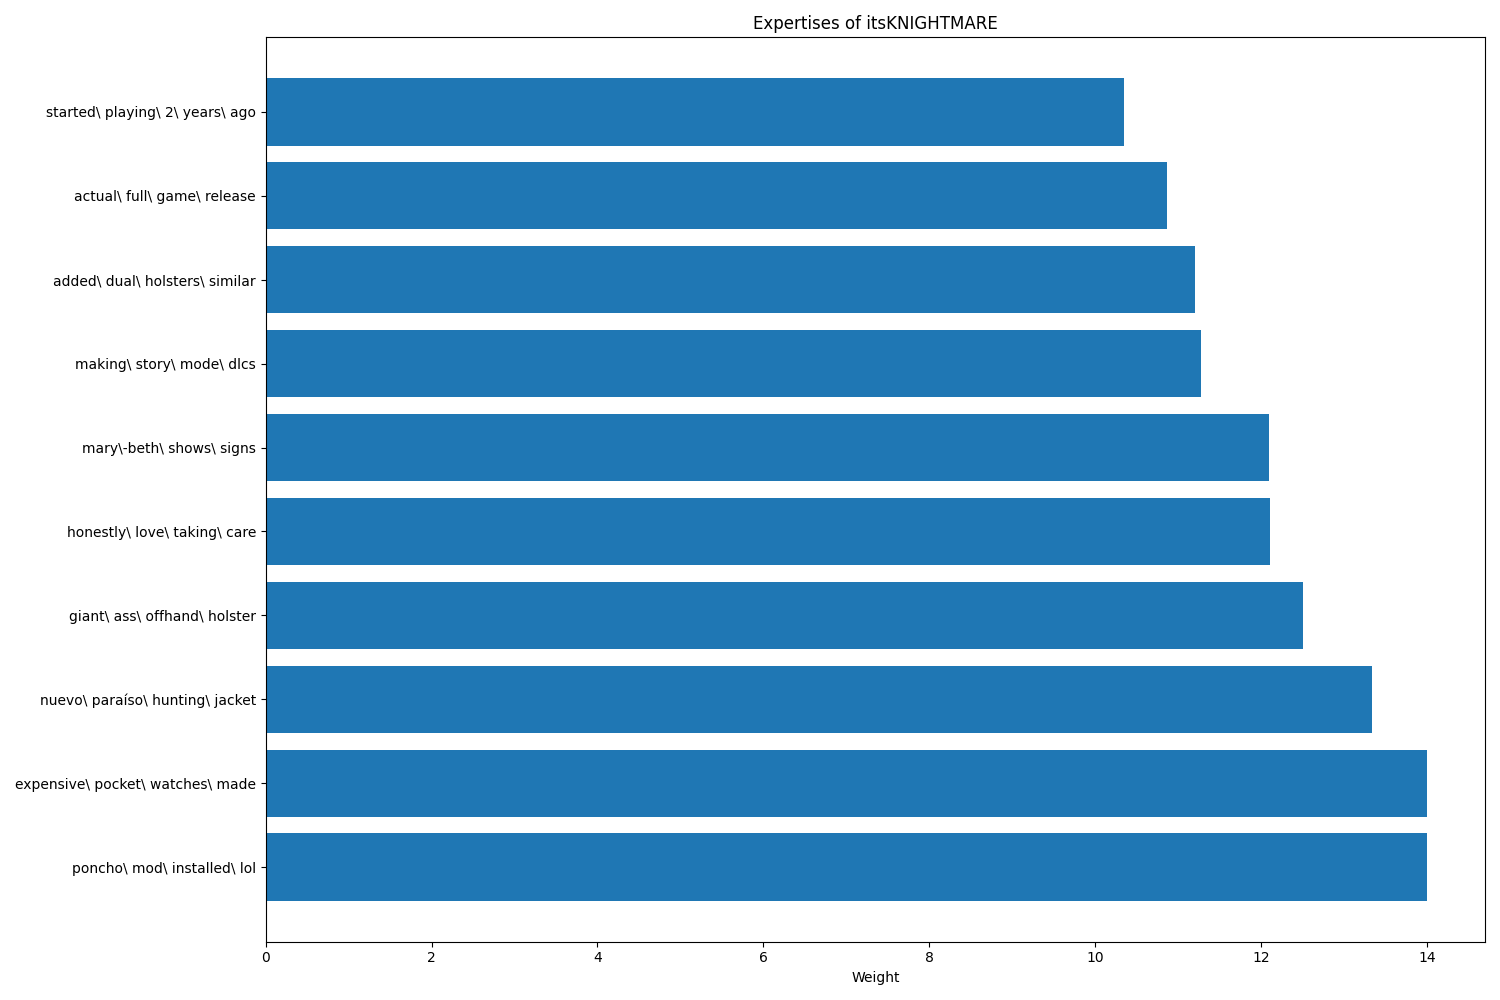 Expertises of itsKNIGHTMARE
started\ playing\ 2\ years\ ago
actual\ full\ game\ release
added\ dual\ holsters\ similar
making\ story\ mode\ dlcs
mary\-beth\ shows\ signs
honestly\ love\ taking\ care
giant\ ass\ offhand\ holster
nuevo\ paraíso\ hunting\ jacket
expensive\ pocket\ watches\ made
poncho\ mod\ installed\ lol
0 2 4 6 8 10 12 14
Weight